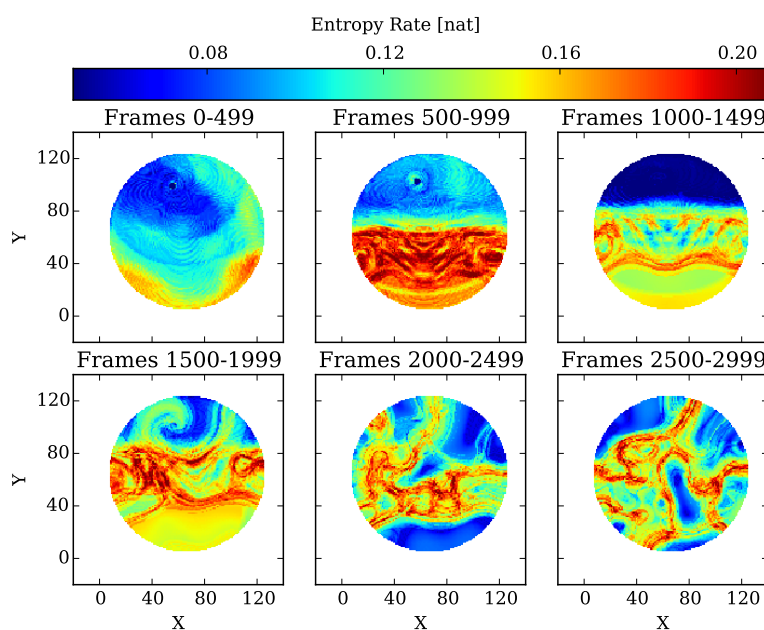 Entropy Rate [nat]
0.08 0.12 0.16 0.20
Frames 0-499 Frames 500-999 Frames 1000-1499
120
80
Y
40
0
Frames 1500-1999 Frames 2000-2499 Frames 2500-2999
120
80
Y
40
0
0 40 80 120 0 40 80 120 0 40 80 120
X X X